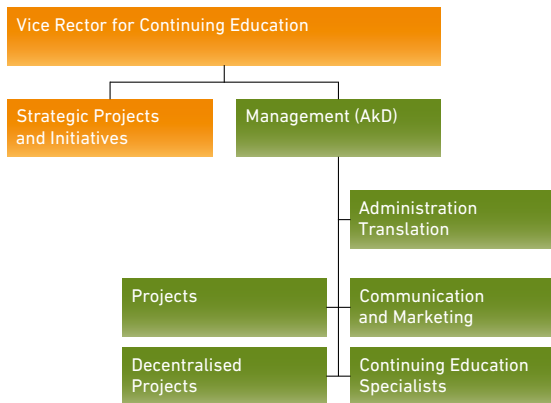 Vice Rector for Continuing Education
Strategic Projects
and Initiatives
Management (AkD)
Administration
Translation
Projects
Communication
and Marketing
Decentralised
Projects
Continuing Education
Specialists